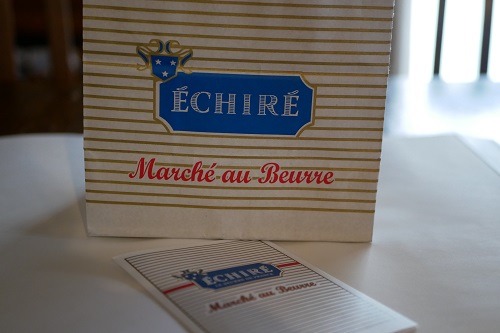 ÉCHIRÉ
Marché-au-Beurre
ÉCHIRÉ
Marché au Beurre